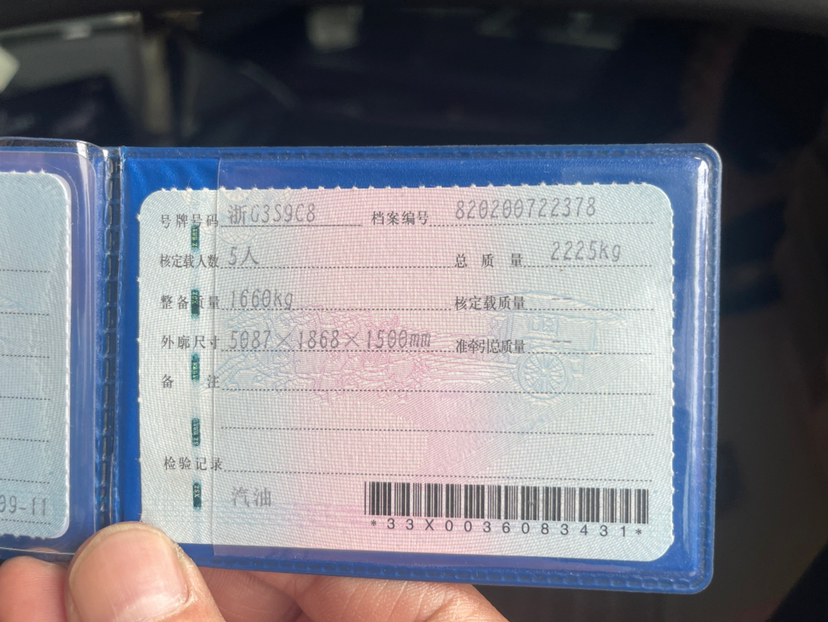 号牌号码 浙G3S9C8 档案编号 820200722378
核定载人数 5人 总质量 2225kg
整备质量 1660kg 核定载质量
外廓尺寸 5087×1868×1500mm 准牵引总质量 --
备注
检验记录
汽油
*33X0036083431*
09-11